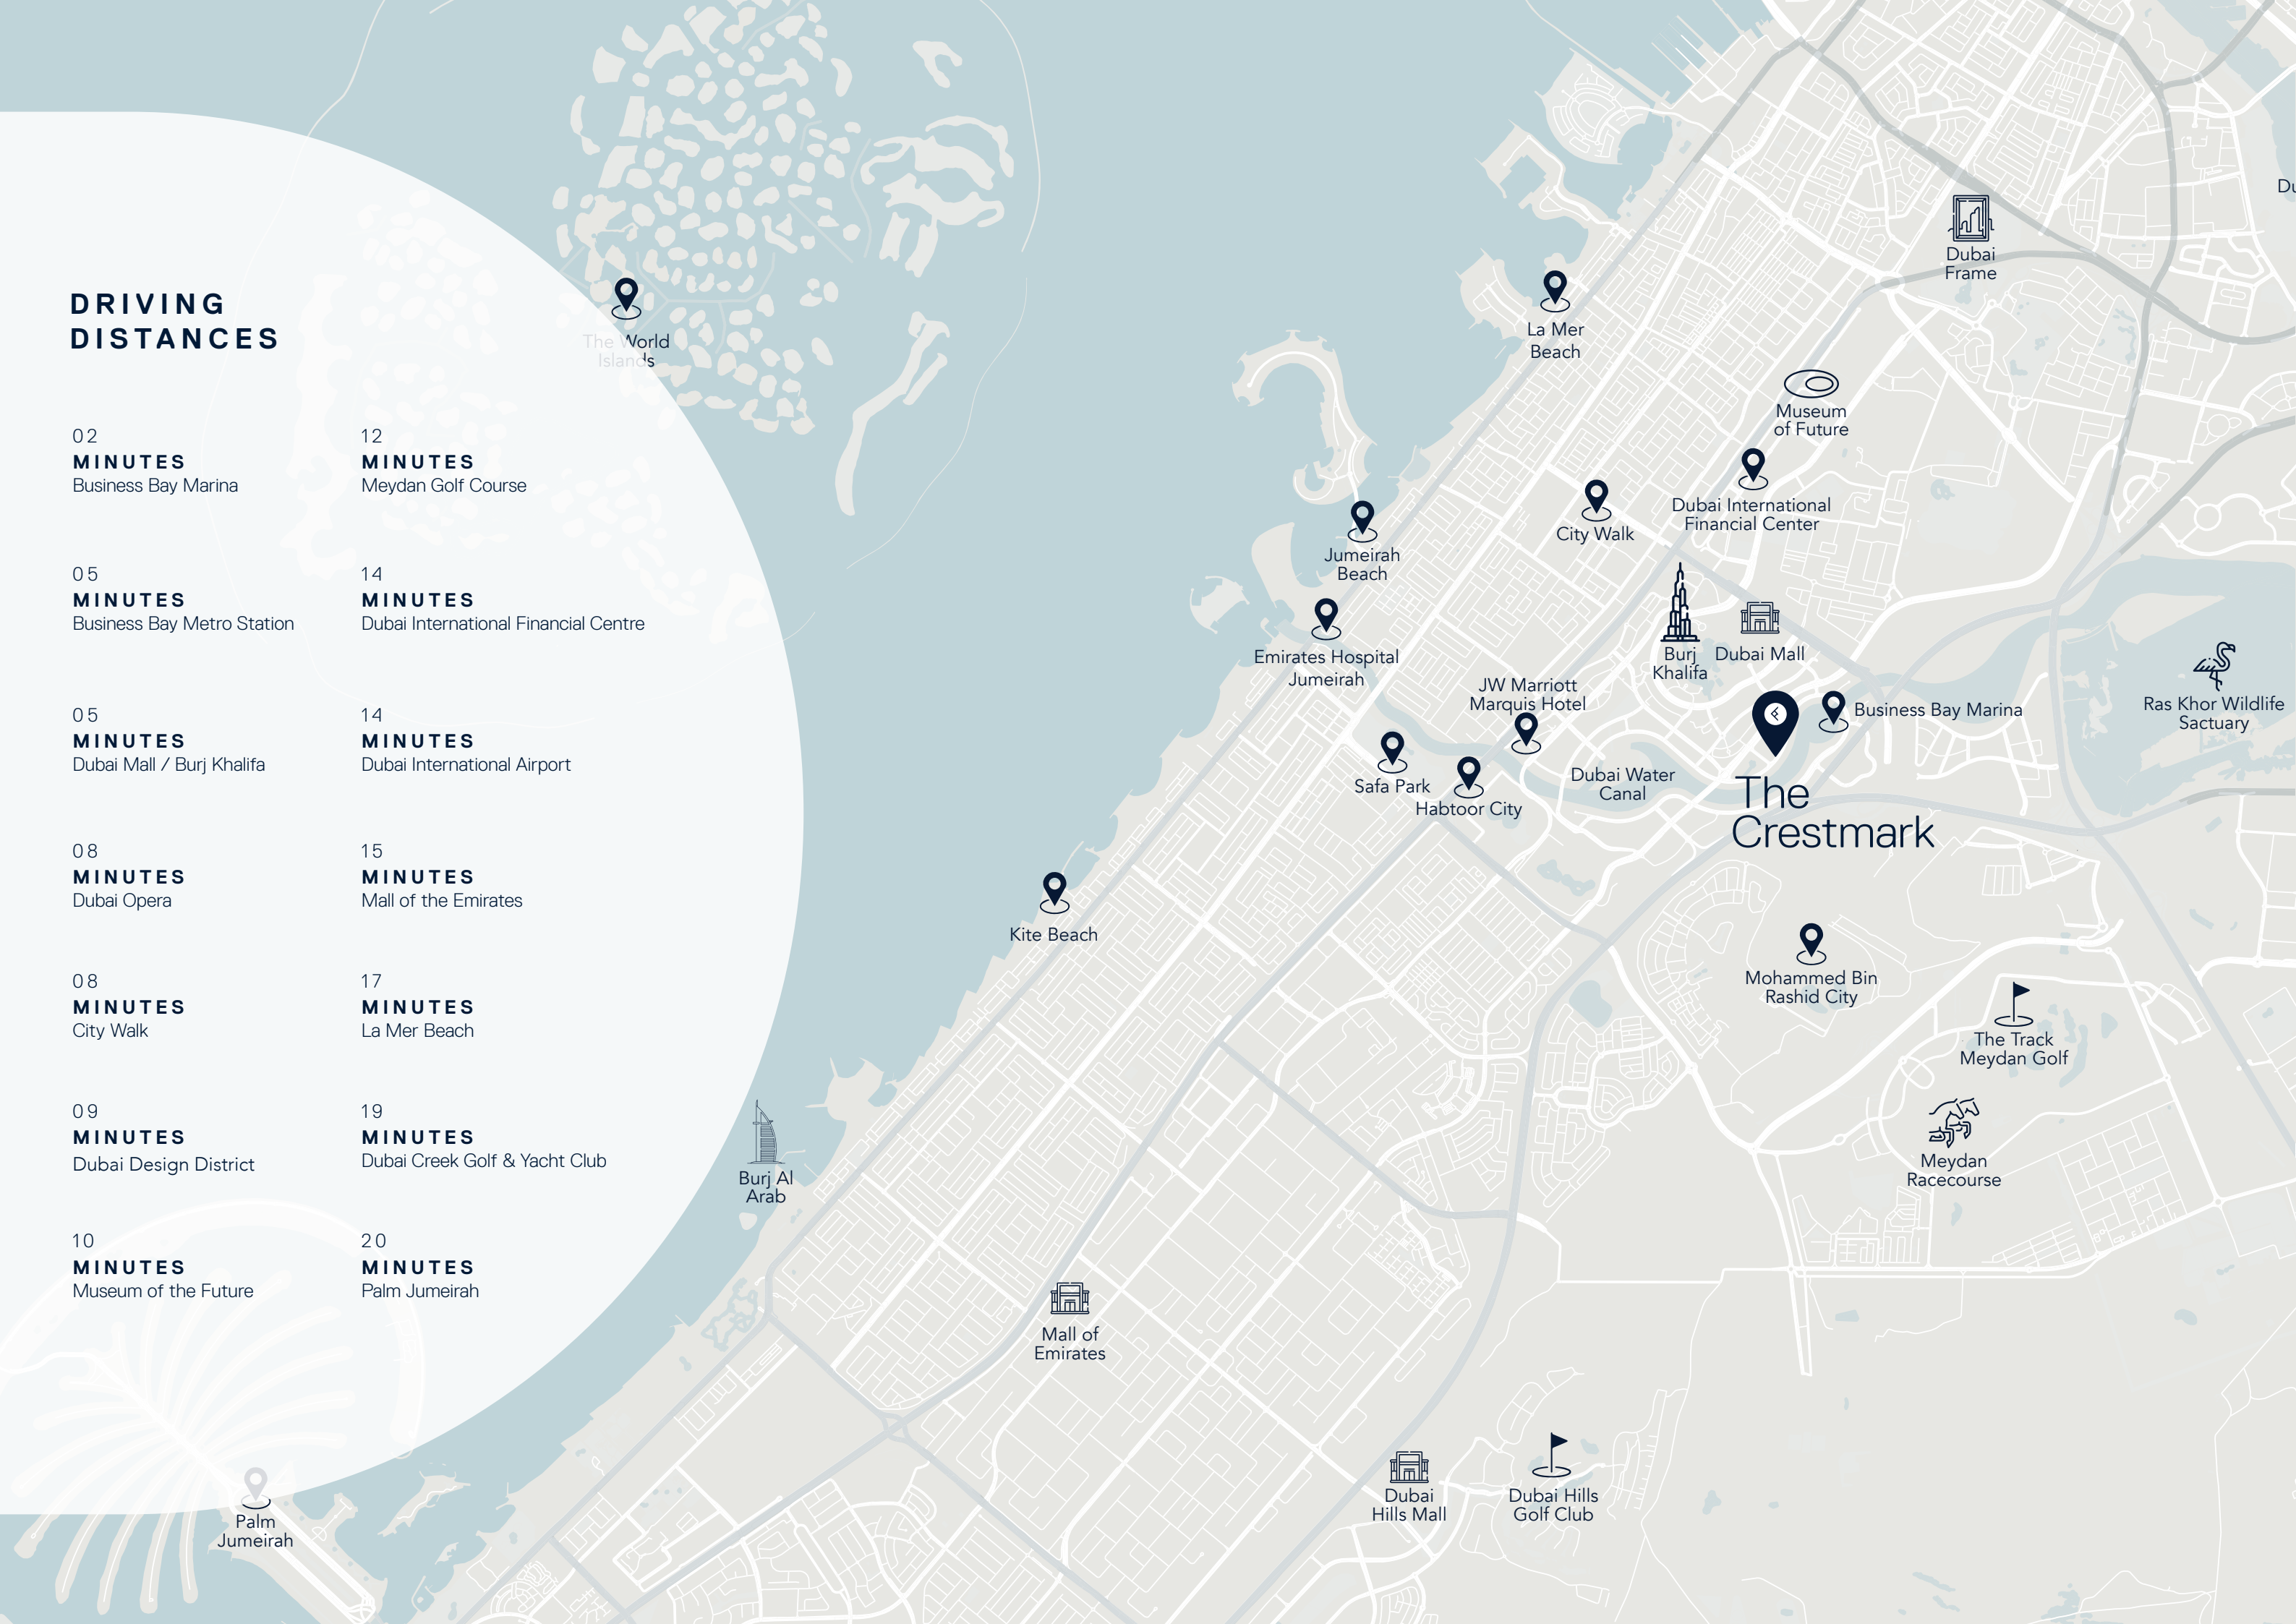 DRIVING
DISTANCES
02
MINUTES
Business Bay Marina
05
MINUTES
Business Bay Metro Station
05
MINUTES
Dubai Mall / Burj Khalifa
08
MINUTES
Dubai Opera
08
MINUTES
City Walk
09
MINUTES
Dubai Design District
10
MINUTES
Museum of the Future
12
MINUTES
Meydan Golf Course
14
MINUTES
Dubai International Financial Centre
14
MINUTES
Dubai International Airport
15
MINUTES
Mall of the Emirates
17
MINUTES
La Mer Beach
19
MINUTES
Dubai Creek Golf & Yacht Club
20
MINUTES
Palm Jumeirah
The World
Islands
La Mer
Beach
Dubai
Frame
Museum
of Future
Dubai International
Financial Center
City Walk
Jumeirah
Beach
Emirates Hospital
Jumeirah
Burj
Khalifa
Dubai Mall
JW Marriott
Marquis Hotel
Business Bay Marina
Ras Khor Wildlife
Sactuary
Safa Park
Habtoor City
Dubai Water
Canal
The
Crestmark
Kite Beach
Mohammed Bin
Rashid City
The Track
Meydan Golf
Meydan
Racecourse
Burj Al
Arab
Mall of
Emirates
Dubai
Hills Mall
Dubai Hills
Golf Club
Palm
Jumeirah